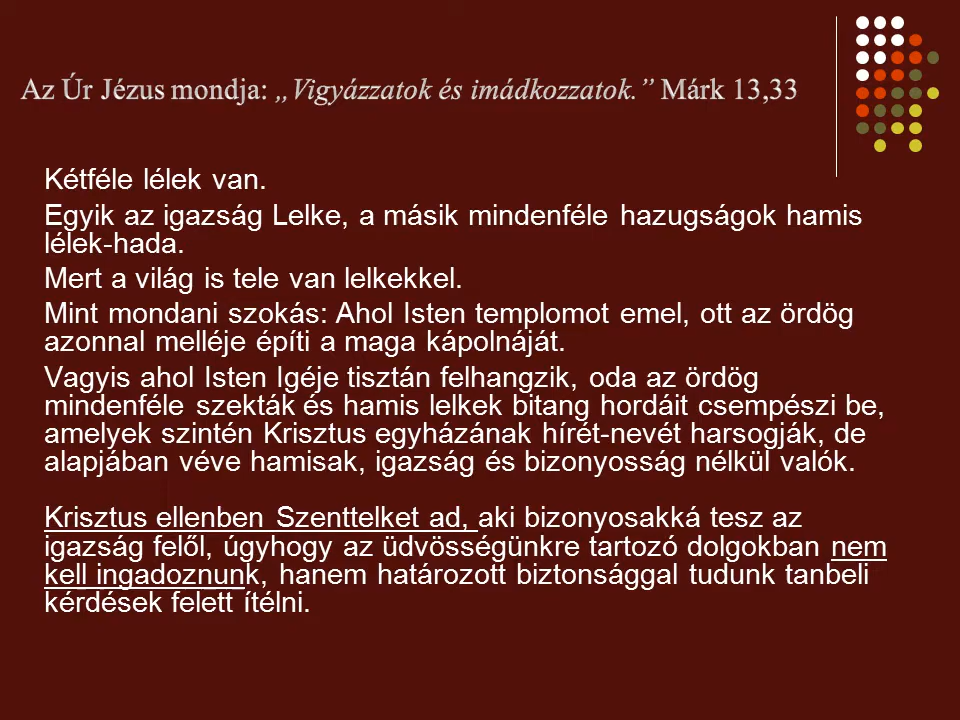 Az Úr Jézus mondja: „Vigyázzatok és imádkozzatok.” Márk 13,33
Kétféle lélek van.
Egyik az igazság Lelke, a másik mindenféle hazugságok hamis
lélek-hada.
Mert a világ is tele van lelkekkel.
Mint mondani szokás: Ahol Isten templomot emel, ott az ördög
azonnal melléje építi a maga kápolnáját.
Vagyis ahol Isten Igéje tisztán felhangzik, oda az ördög
mindenféle szekták és hamis lelkek bitang hordáit csempészi be,
amelyek szintén Krisztus egyházának hírét-nevét harsogják, de
alapjában véve hamisak, igazság és bizonyosság nélkül valók.
Krisztus ellenben Szenttelket ad, aki bizonyosakká tesz az
igazság felől, úgyhogy az üdvösségünkre tartozó dolgokban nem
kell ingadoznunk, hanem határozott biztonsággal tudunk tanbeli
kérdések felett ítélni.